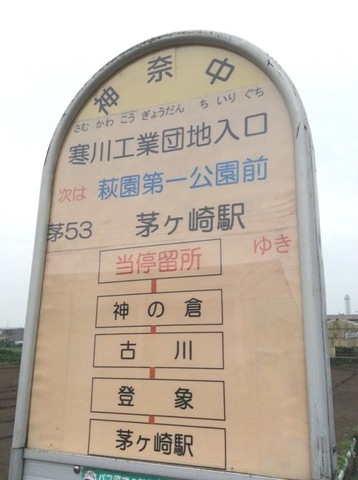 神奈中
さむかわこうぎょうだんちいりぐち
寒川工業団地入口
次は 萩園第一公園前
茅53 茅ヶ崎駅 ゆき
当停留所
神の倉
古川
登象
茅ヶ崎駅